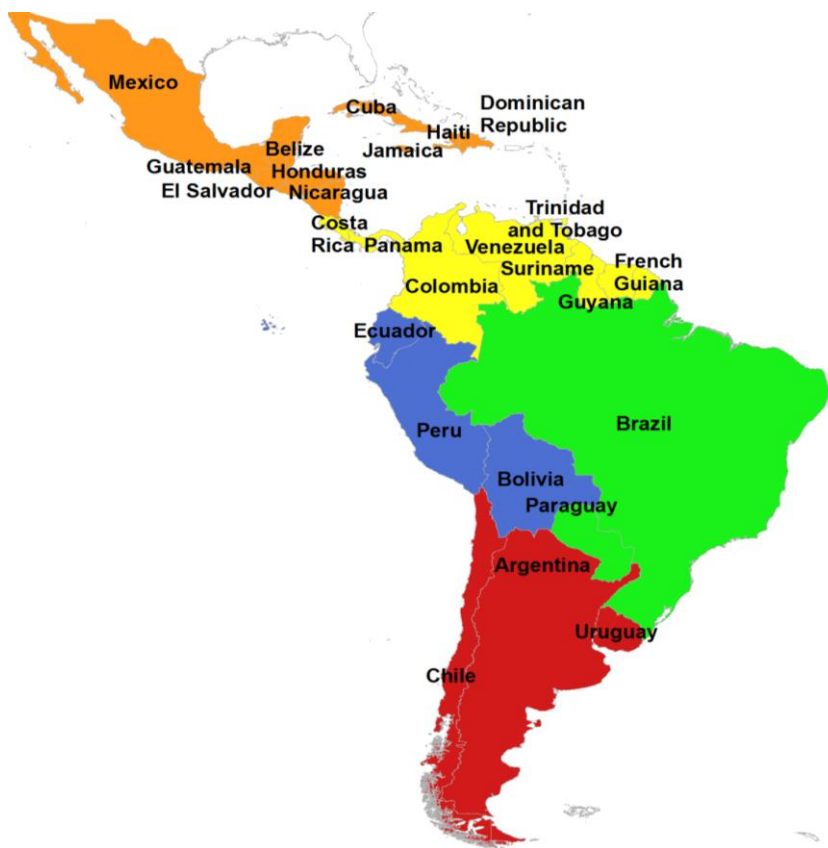 Mexico
Cuba
Dominican
Republic
Haiti
Jamaica
Belize
Guatemala
Honduras
El Salvador
Nicaragua
Costa
Rica
Panama
Trinidad
and Tobago
Venezuela
Suriname
French
Guiana
Colombia
Guyana
Ecuador
Peru
Brazil
Bolivia
Paraguay
Argentina
Uruguay
Chile